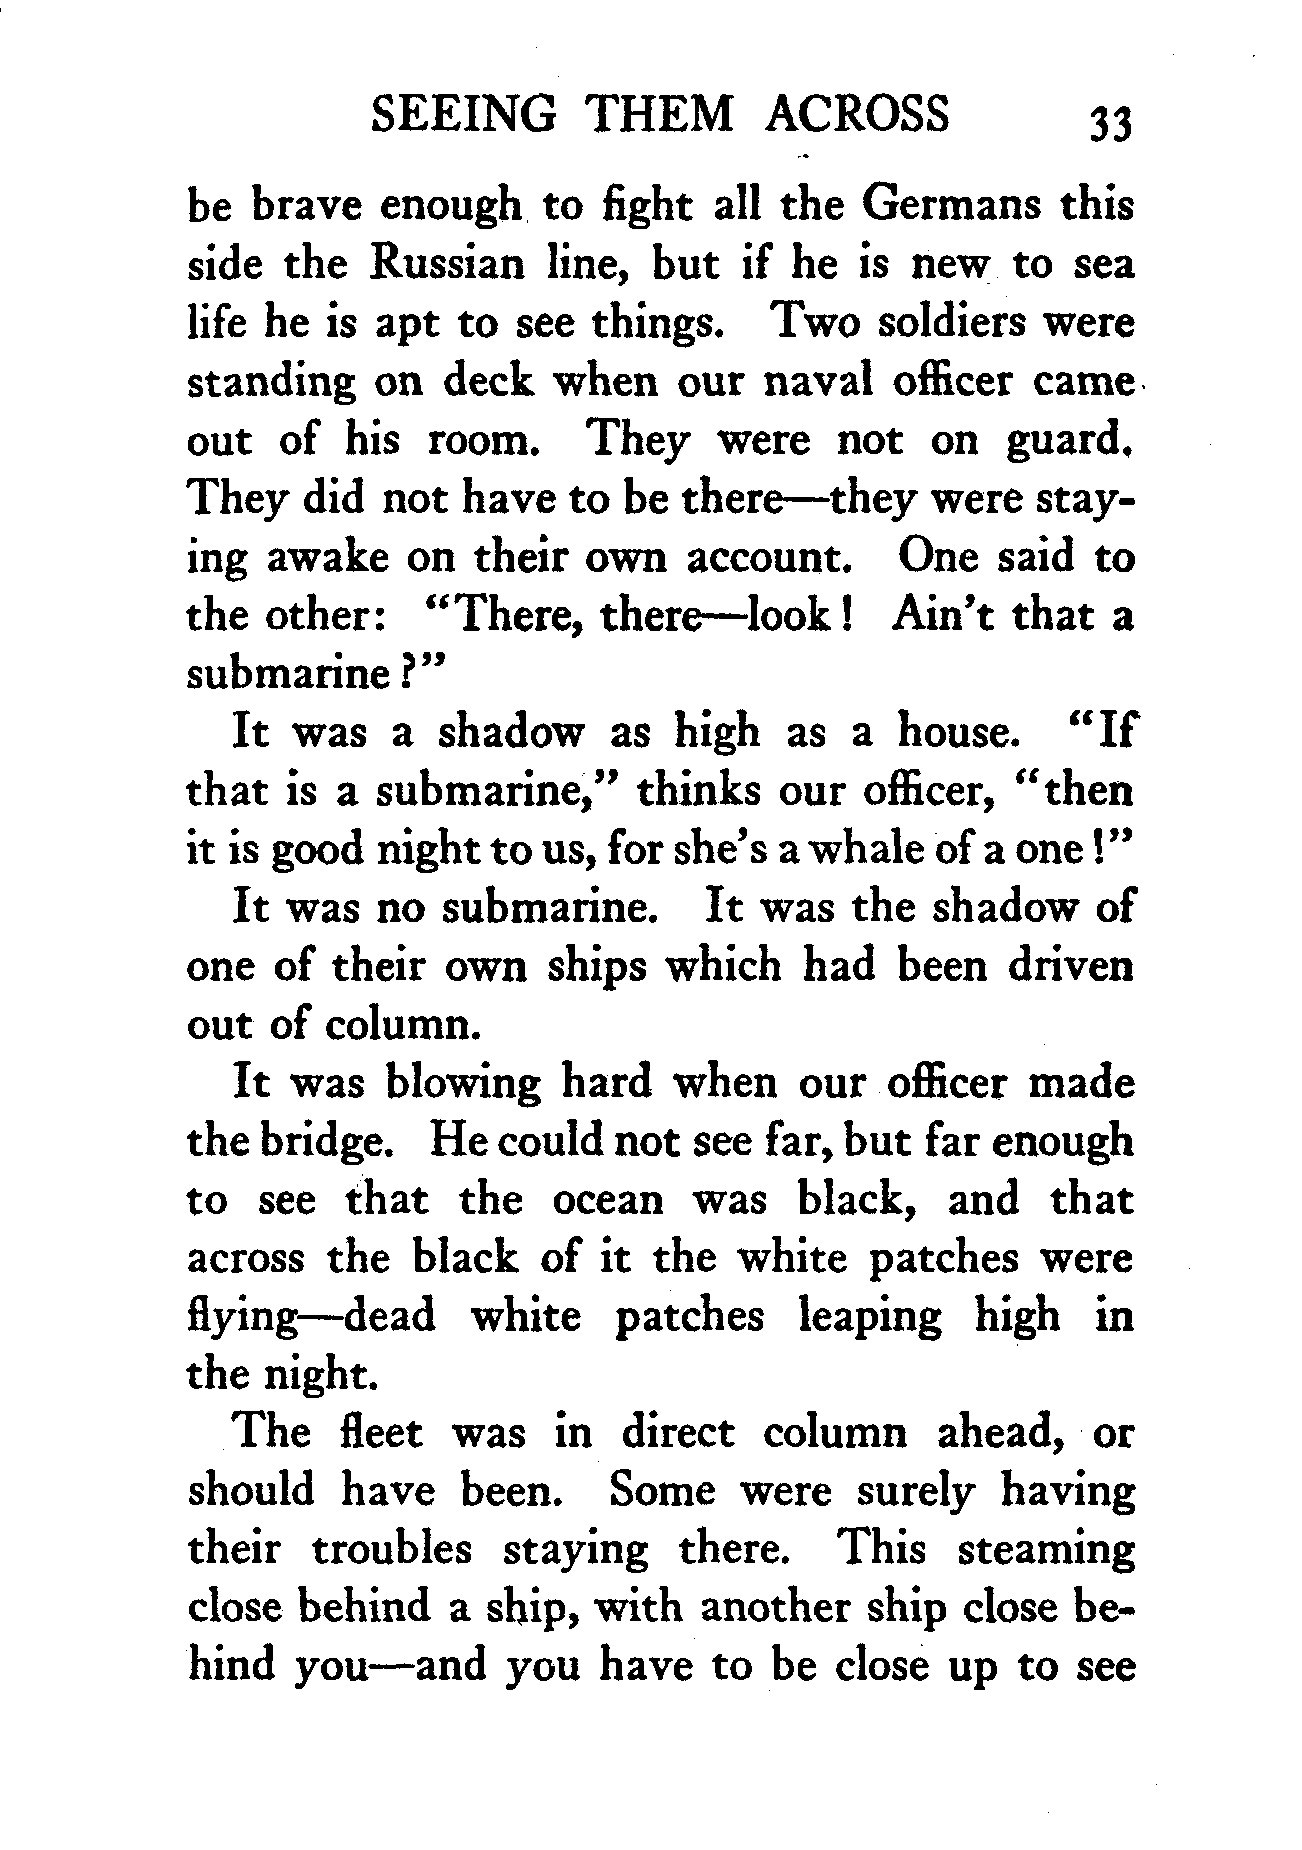 SEEING THEM ACROSS 33
be brave enough to fight all the Germans this
side the Russian line, but if he is new to sea
life he is apt to see things. Two soldiers were
standing on deck when our naval officer came
out of his room. They were not on guard.
They did not have to be there—they were stay-
ing awake on their own account. One said to
the other: "There, there—look! Ain't that a
submarine?"
It was a shadow as high as a house. "If
that is a submarine," thinks our officer, "then
it is good night to us, for she's a whale of a one!"
It was no submarine. It was the shadow of
one of their own ships which had been driven
out of column.
It was blowing hard when our officer made
the bridge. He could not see far, but far enough
to see that the ocean was black, and that
across the black of it the white patches were
flying—dead white patches leaping high in
the night.
The fleet was in direct column ahead, or
should have been. Some were surely having
their troubles staying there. This steaming
close behind a ship, with another ship close be-
hind you—and you have to be close up to see